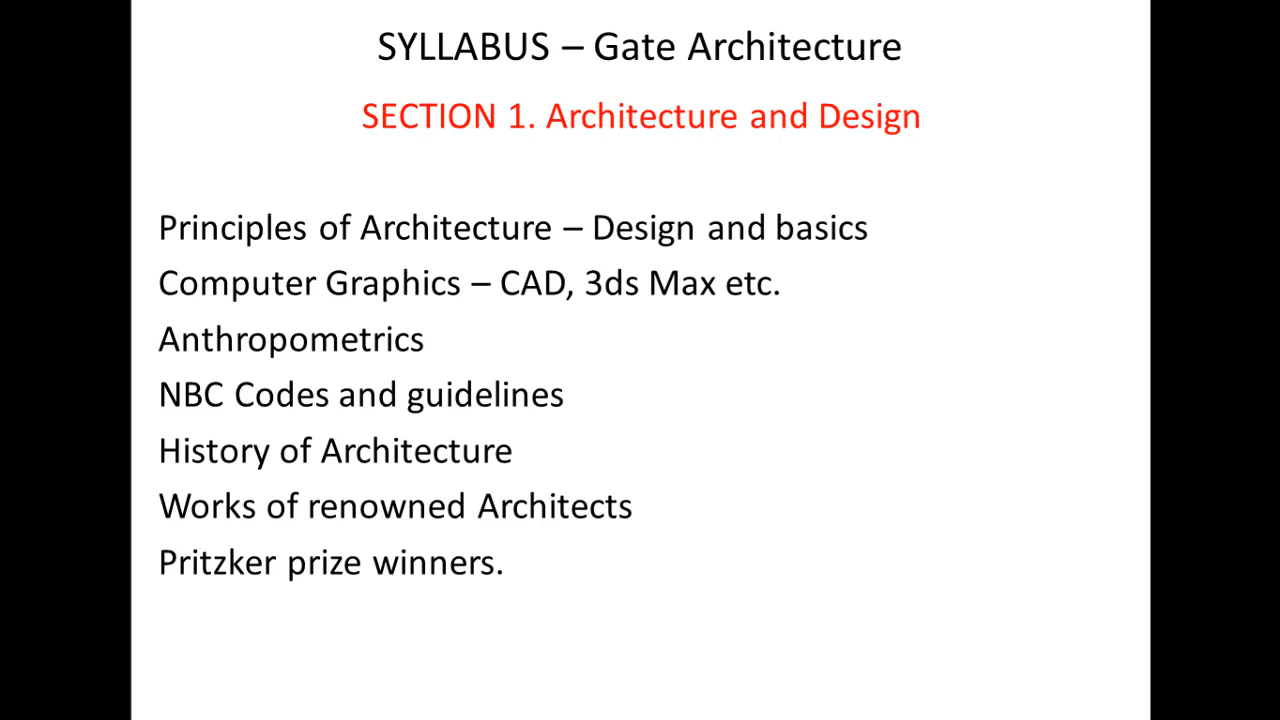 SYLLABUS – Gate Architecture
SECTION 1. Architecture and Design
Principles of Architecture – Design and basics
Computer Graphics – CAD, 3ds Max etc.
Anthropometrics
NBC Codes and guidelines
History of Architecture
Works of renowned Architects
Pritzker prize winners.